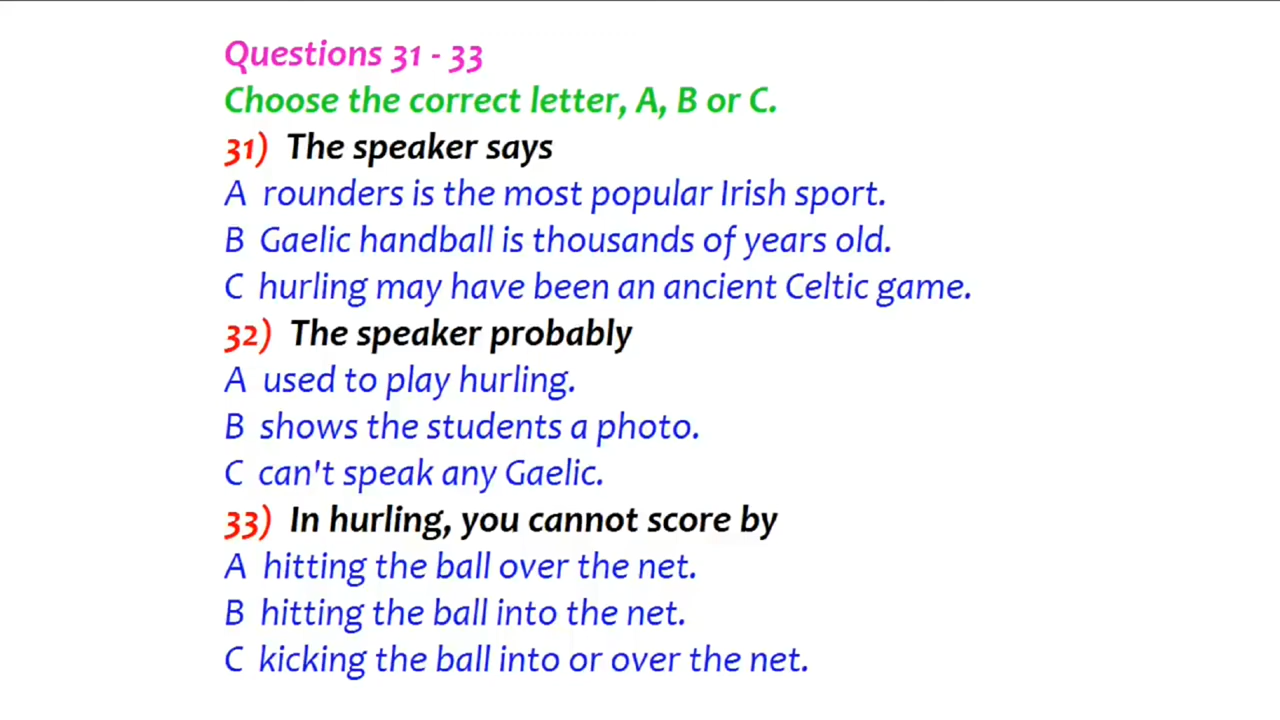 Questions 31 - 33
Choose the correct letter, A, B or C.
31) The speaker says
A rounders is the most popular Irish sport.
B Gaelic handball is thousands of years old.
C hurling may have been an ancient Celtic game.
32) The speaker probably
A used to play hurling.
B shows the students a photo.
C can't speak any Gaelic.
33) In hurling, you cannot score by
A hitting the ball over the net.
B hitting the ball into the net.
C kicking the ball into or over the net.